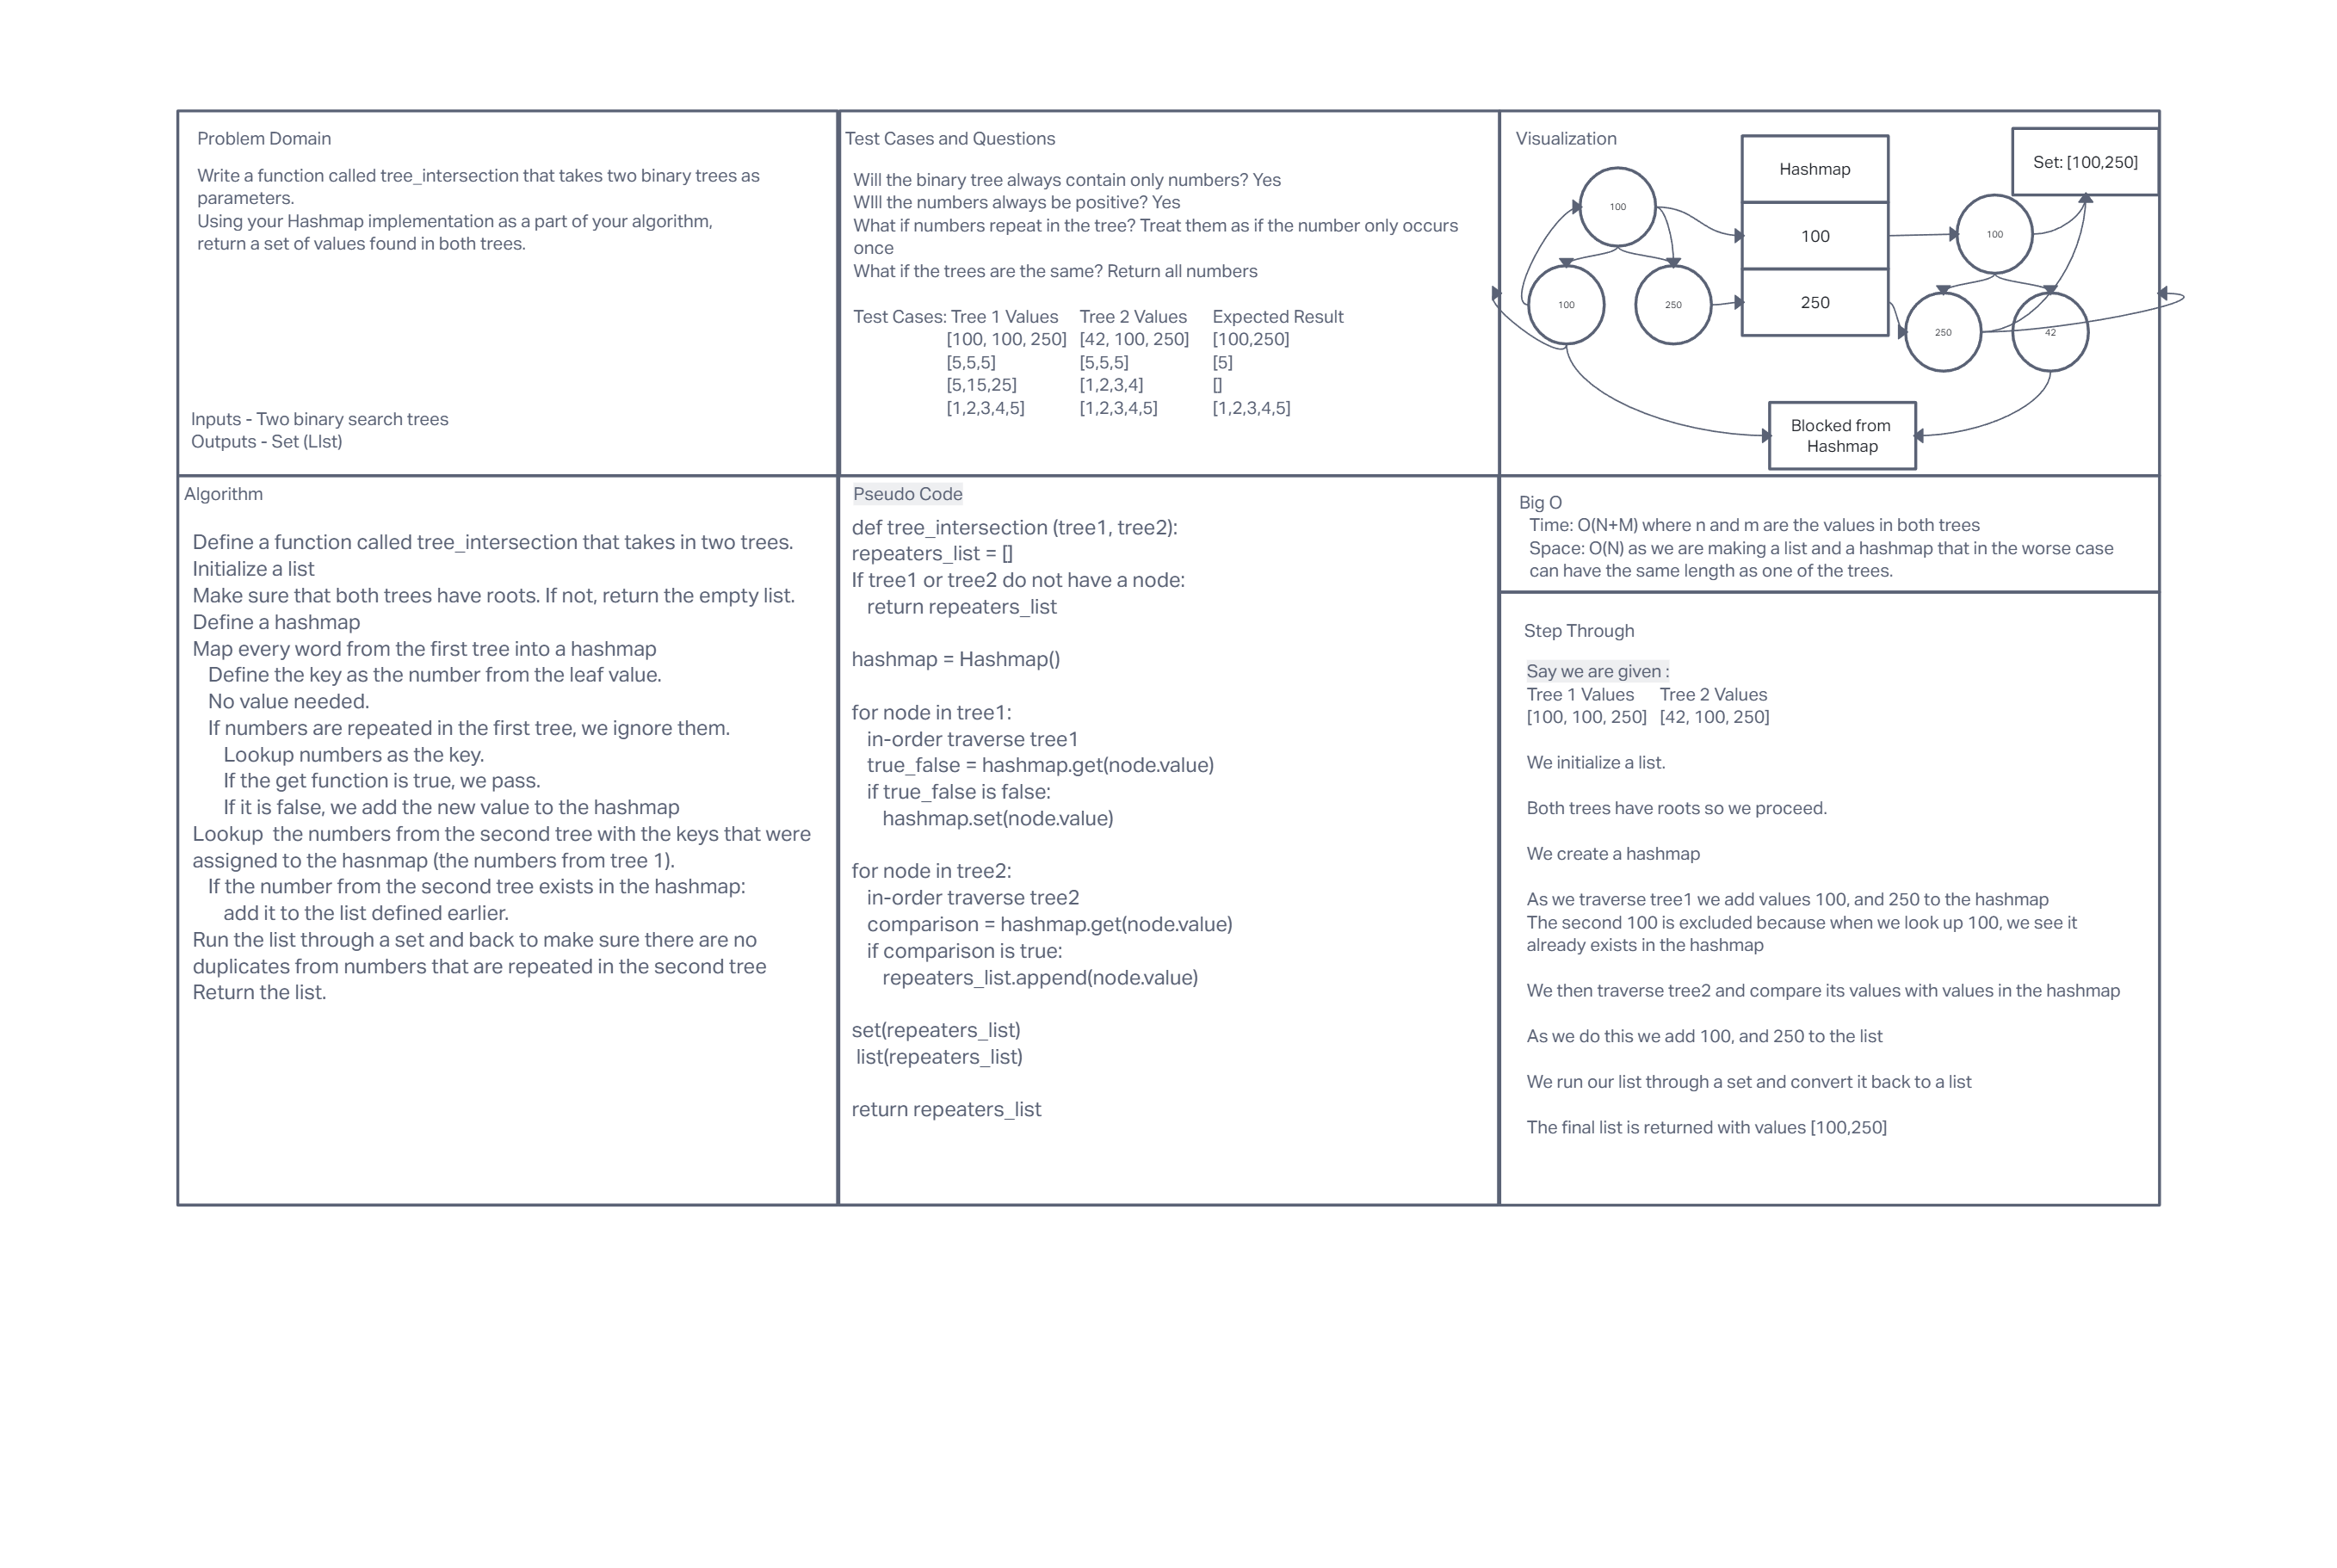 Problem Domain
Write a function called tree_intersection that takes two binary trees as
parameters.
Using your Hashmap implementation as a part of your algorithm,
return a set of values found in both trees.
Inputs - Two binary search trees
Outputs - Set (LIst)
Test Cases and Questions
Will the binary tree always contain only numbers? Yes
WIll the numbers always be positive? Yes
What if numbers repeat in the tree? Treat them as if the number only occurs
once
What if the trees are the same? Return all numbers
Test Cases: Tree 1 Values Tree 2 Values Expected Result
[100, 100, 250] [42, 100, 250] [100,250]
[5,5,5] [5,5,5] [5]
[5,15,25] [1,2,3,4] []
[1,2,3,4,5] [1,2,3,4,5] [1,2,3,4,5]
Visualization
Hashmap
Set: [100,250]
100
100
100
100
250
250
250
42
Blocked from
Hashmap
Algorithm
Define a function called tree_intersection that takes in two trees.
Initialize a list
Make sure that both trees have roots. If not, return the empty list.
Define a hashmap
Map every word from the first tree into a hashmap
Define the key as the number from the leaf value.
No value needed.
If numbers are repeated in the first tree, we ignore them.
Lookup numbers as the key.
If the get function is true, we pass.
If it is false, we add the new value to the hashmap
Lookup  the numbers from the second tree with the keys that were
assigned to the hasnmap (the numbers from tree 1).
If the number from the second tree exists in the hashmap:
add it to the list defined earlier.
Run the list through a set and back to make sure there are no
duplicates from numbers that are repeated in the second tree
Return the list.
Pseudo Code
def tree_intersection (tree1, tree2):
repeaters_list = []
If tree1 or tree2 do not have a node:
return repeaters_list
hashmap = Hashmap()
for node in tree1:
in-order traverse tree1
true_false = hashmap.get(node.value)
if true_false is false:
hashmap.set(node.value)
for node in tree2:
in-order traverse tree2
comparison = hashmap.get(node.value)
if comparison is true:
repeaters_list.append(node.value)
set(repeaters_list)
list(repeaters_list)
return repeaters_list
Big O
Time: O(N+M) where n and m are the values in both trees
Space: O(N) as we are making a list and a hashmap that in the worse case
can have the same length as one of the trees.
Step Through
Say we are given :
Tree 1 Values Tree 2 Values
[100, 100, 250] [42, 100, 250]
We initialize a list.
Both trees have roots so we proceed.
We create a hashmap
As we traverse tree1 we add values 100, and 250 to the hashmap
The second 100 is excluded because when we look up 100, we see it
already exists in the hashmap
We then traverse tree2 and compare its values with values in the hashmap
As we do this we add 100, and 250 to the list
We run our list through a set and convert it back to a list
The final list is returned with values [100,250]